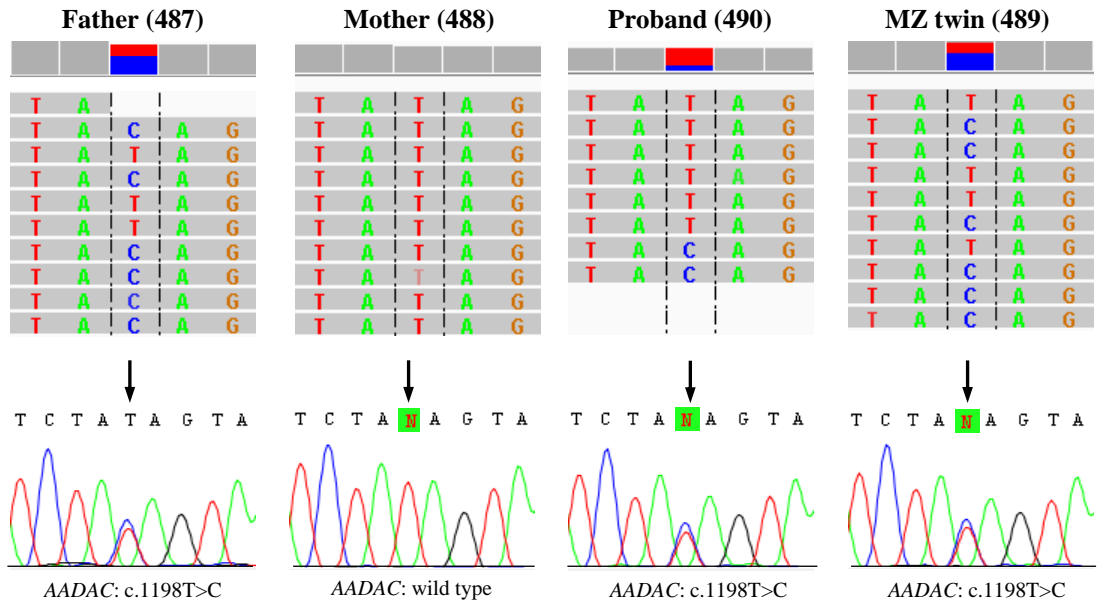 Father (487)
T A
T A C A G
T A T A G
T A C A G
T A T A G
T A T A G
T A C A G
T A C A G
T A C A G
T A C A G
T C T A T A G T A
AADAC: c.1198T>C
Mother (488)
T A T A G
T A T A G
T A T A G
T A T A G
T A T A G
T A T A G
T A T A G
T A T A G
T A T A G
T A T A G
T C T A N A G T A
AADAC: wild type
Proband (490)
T A T A G
T A T A G
T A T A G
T A T A G
T A T A G
T A T A G
T A C A G
T A C A G
T C T A N A G T A
AADAC: c.1198T>C
MZ twin (489)
T A T A G
T A C A G
T A C A G
T A T A G
T A T A G
T A C A G
T A T A G
T A C A G
T A C A G
T A C A G
T C T A N A G T A
AADAC: c.1198T>C